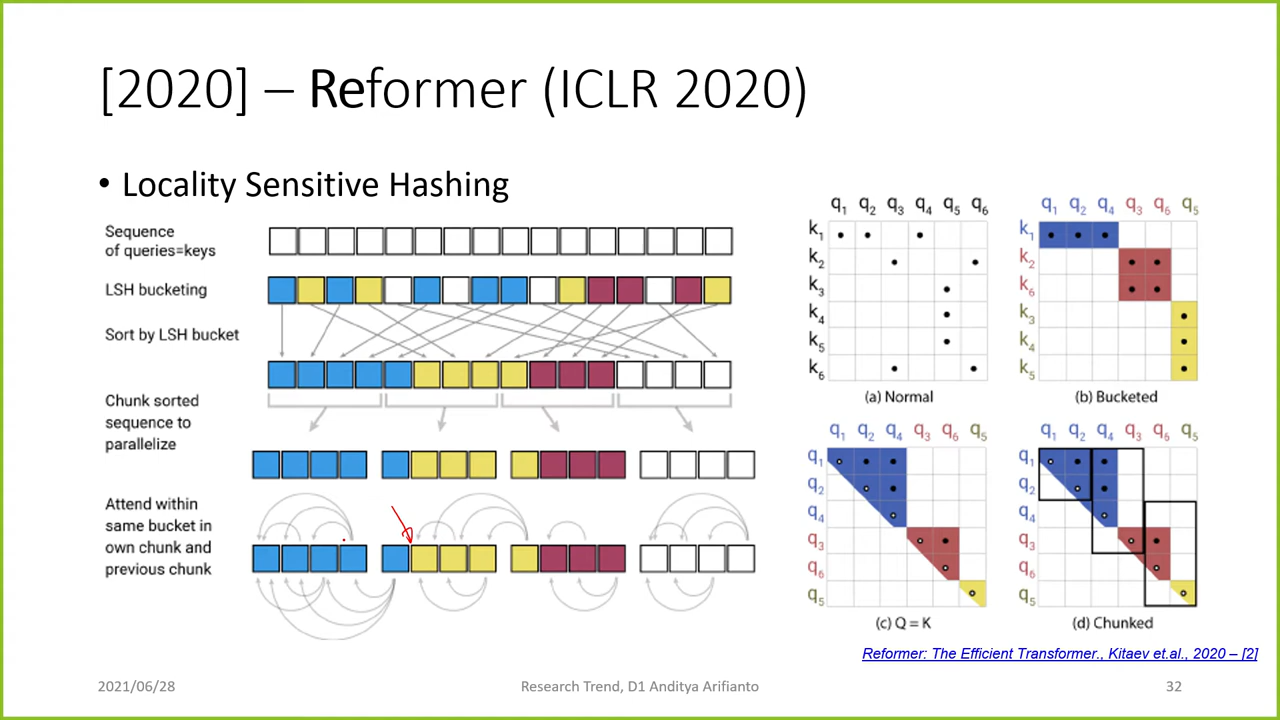 [2020] – Reformer (ICLR 2020)
• Locality Sensitive Hashing
Sequence
of queries=keys
LSH bucketing
Sort by LSH bucket
Chunk sorted
sequence to
parallelize
Attend within
same bucket in
own chunk and
previous chunk
q1 q2 q3 q4 q5 q6
k1
k2
k3
k4
k5
k6
(a) Normal
q1 q2 q4 q3 q6 q5
k1
k2
k6
k3
k4
k5
(b) Bucketed
q1 q2 q4 q3 q6 q5
q1
q2
q4
q3
q6
q5
(c) Q = K
q1 q2 q4 q3 q6 q5
q1
q2
q4
q3
q6
q5
(d) Chunked
Reformer: The Efficient Transformer., Kitaev et.al., 2020 – [2]
2021/06/28
Research Trend, D1 Anditya Arifianto
32